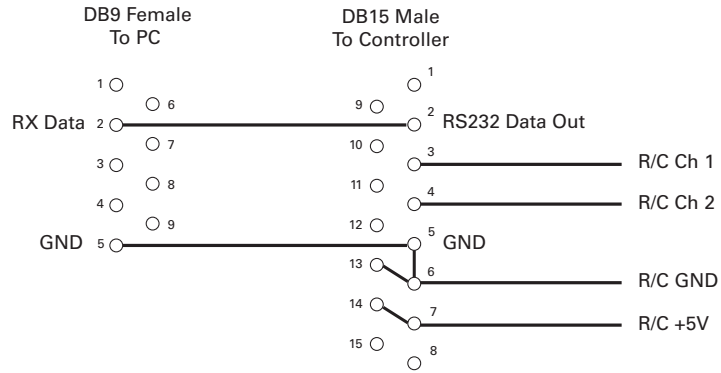 DB9 Female
To PC
DB15 Male
To Controller
1
1
6
9
RX Data 2
2 RS232 Data Out
7
10
3
3
R/C Ch 1
8
11
4
4
R/C Ch 2
9
12
GND 5
5 GND
13
6
R/C GND
14
7
R/C +5V
15
8